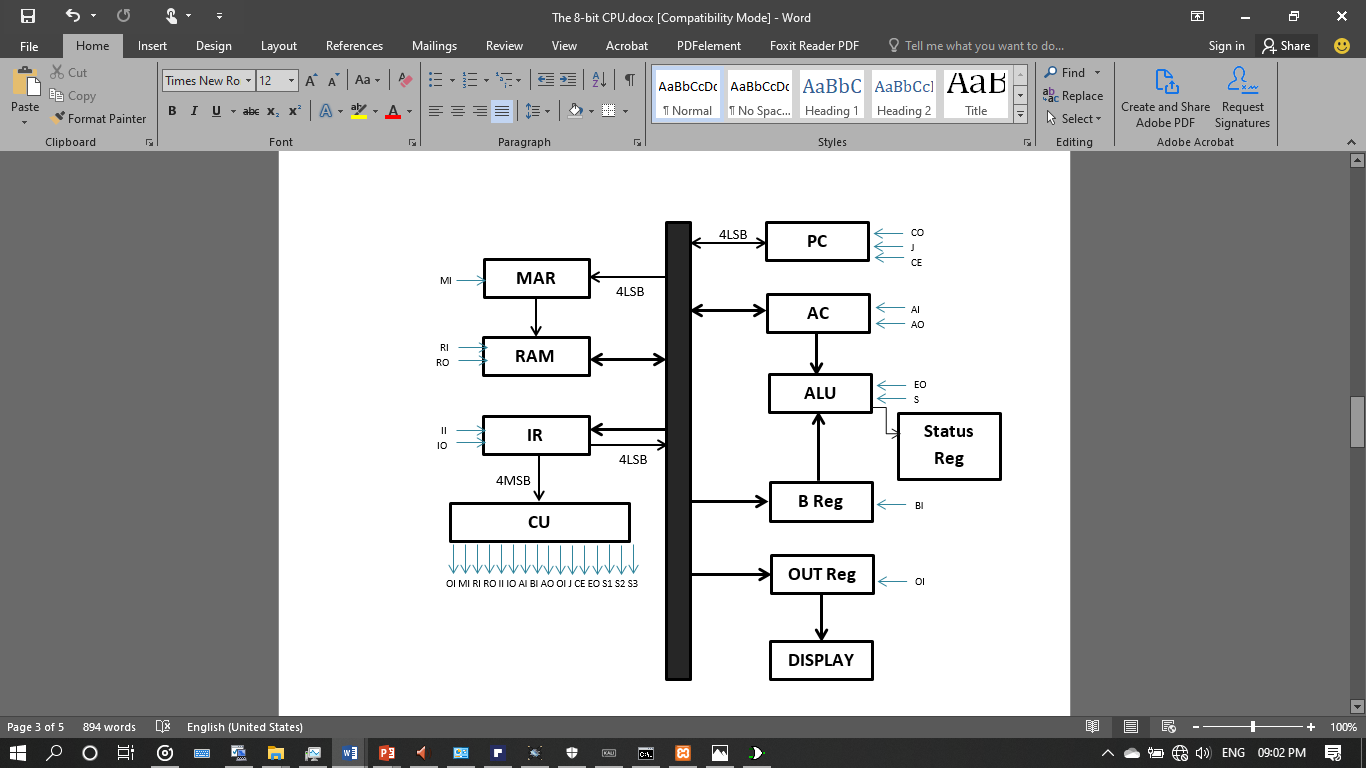 The 8-bit CPU.docx [Compatibility Mode] - Word
File Home Insert Design Layout References Mailings Review View Acrobat PDFelement Foxit Reader PDF Tell me what you want to do... Sign in Share
Paste
Cut
Copy
Format Painter
Clipboard
Times New Ro 12
Aa
B I U abc x₂ x² A ab A
Font
Paragraph
AaBbCcDc AaBbCcDc AaBbC AaBbCcI AaB
¶ Normal ¶ No Spac... Heading 1 Heading 2 Title
Styles
Find
Replace
Select
Editing
Create and Share
Adobe PDF
Request
Signatures
Adobe Acrobat
4LSB
PC
CO
J
CE
MI
MAR
4LSB
AC
AI
AO
RI
RO
RAM
ALU
EO
S
Status
Reg
II
IO
IR
4LSB
4MSB
B Reg
BI
CU
OI MI RI RO II IO AI BI AO OI J CE EO S1 S2 S3
OUT Reg
OI
DISPLAY
Page 3 of 5 894 words English (United States) 100%
ENG 09:02 PM